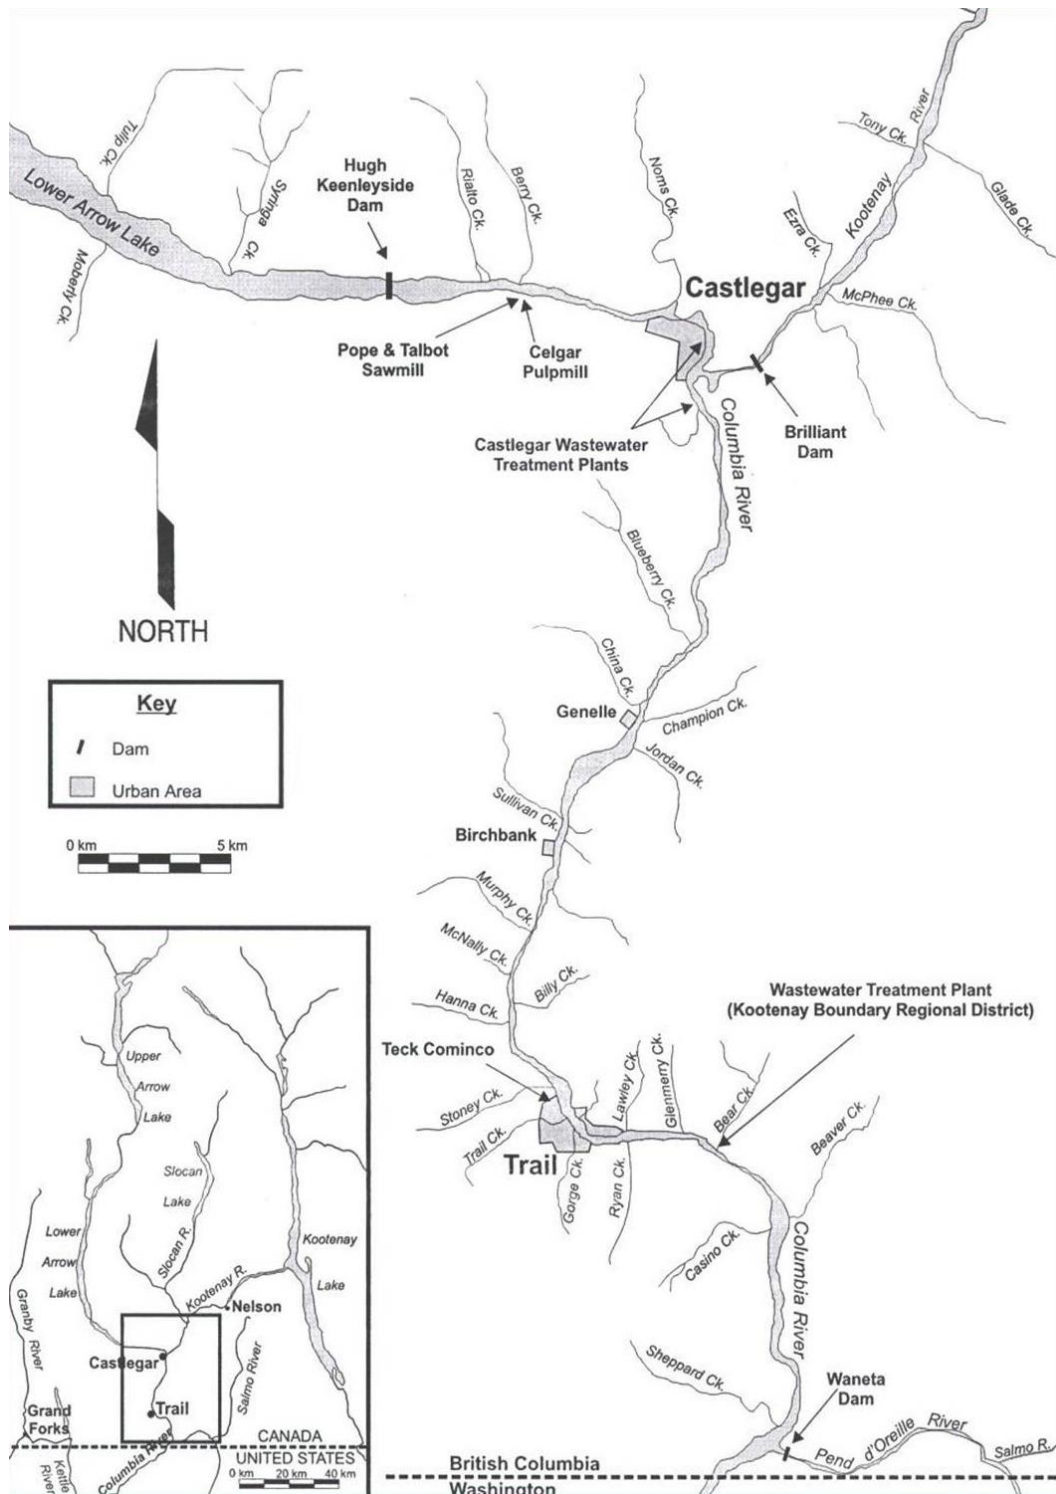 Tulip Ck.
Lower Arrow Lake
Moberly Ck.
Syringa Ck.
Hugh
Keenleyside
Dam
Rialto Ck.
Berry Ck.
Norns Ck.
Tony Ck.
Kootenay River
Glade Ck.
Ezra Ck.
McPhee Ck.
Castlegar
Pope & Talbot
Sawmill
Celgar
Pulpmill
Brilliant
Dam
Castlegar Wastewater
Treatment Plants
Columbia River
NORTH
Blueberry Ck.
China Ck.
Genelle
Champion Ck.
Jordan Ck.
Key
Dam
Urban Area
0 km
5 km
Sullivan Ck.
Birchbank
Murphy Ck.
McNally Ck.
Billy Ck.
Hanna Ck.
Wastewater Treatment Plant
(Kootenay Boundary Regional District)
Teck Cominco
Stoney Ck.
Trail Ck.
Trail
Gorge Ck.
Ryan Ck.
Lawley Ck.
Glenmerry Ck.
Bear Ck.
Beaver Ck.
Casino Ck.
Columbia River
Sheppard Ck.
Waneta
Dam
Pend d'Oreille River
Salmo R.
British Columbia
Washington
Upper
Arrow
Lake
Slocan
Lake
Slocan R.
Lower
Arrow
Lake
Kootenay
Lake
Kootenay R.
Nelson
Granby River
Castlegar
Salmo River
Trail
Grand
Forks
Columbia River
Kettle
River
CANADA
UNITED STATES
0 km
20 km
40 km